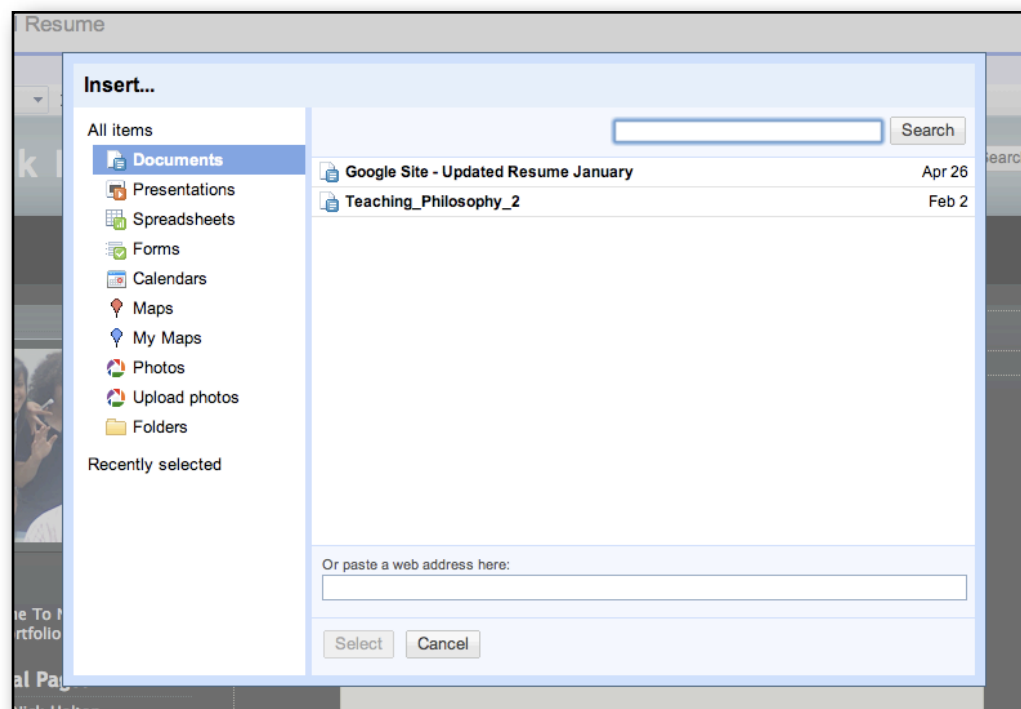 Resume
Insert...
All items
Documents
Presentations
Spreadsheets
Forms
Calendars
Maps
My Maps
Photos
Upload photos
Folders
Recently selected
Search
Google Site - Updated Resume January Apr 26
Teaching_Philosophy_2 Feb 2
Or paste a web address here:
Select Cancel